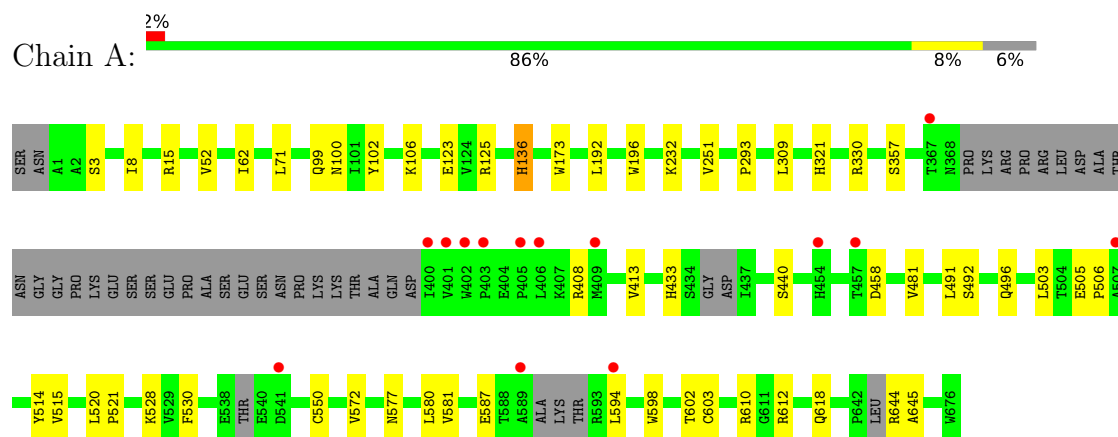 2%
Chain A:
86% 8% 6%
SER ASN A1 A2 S3 I8 R15 V52 I62 L71 Q99 N100 I101 Y102 K106 E123 V124 R125 H136 W173 L192 W196 K232 V251 P293 L309 H321 R330 S357 T367 N368 PRO LYS ARG PRO ARG LEU ASP ALA THR
ASN GLY GLY PRO LYS GLU SER SER GLU PRO ALA SER GLU SER ASN PRO LYS LYS THR ALA GLN ASP I400 V401 W402 P403 E404 P405 L406 K407 R408 M409 V413 H433 S434 GLY ASP I437 S440 H454 T457 D458 V481 L491 S492 Q496 L503 T504 E505 P506 A507
Y514 V515 L520 P521 K528 V529 F530 E538 THR E540 D541 C550 V572 N577 L580 V581 E587 T588 A589 ALA LYS THR R593 L594 W598 T602 C603 R610 G611 R612 Q618 P642 LEU R644 A645 W676